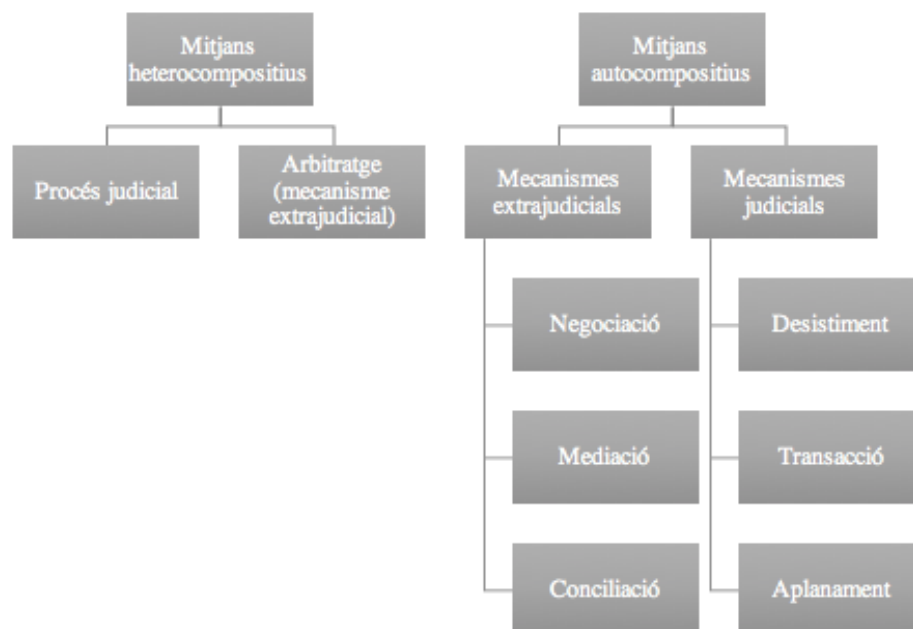 Mitjans
heterocompositius
Procés judicial
Arbitratge
(mecanisme
extrajudicial)
Mitjans
autocompositius
Mecanismes
extrajudicials
Negociació
Mediació
Conciliació
Mecanismes
judicials
Desistiment
Transacció
Aplanament